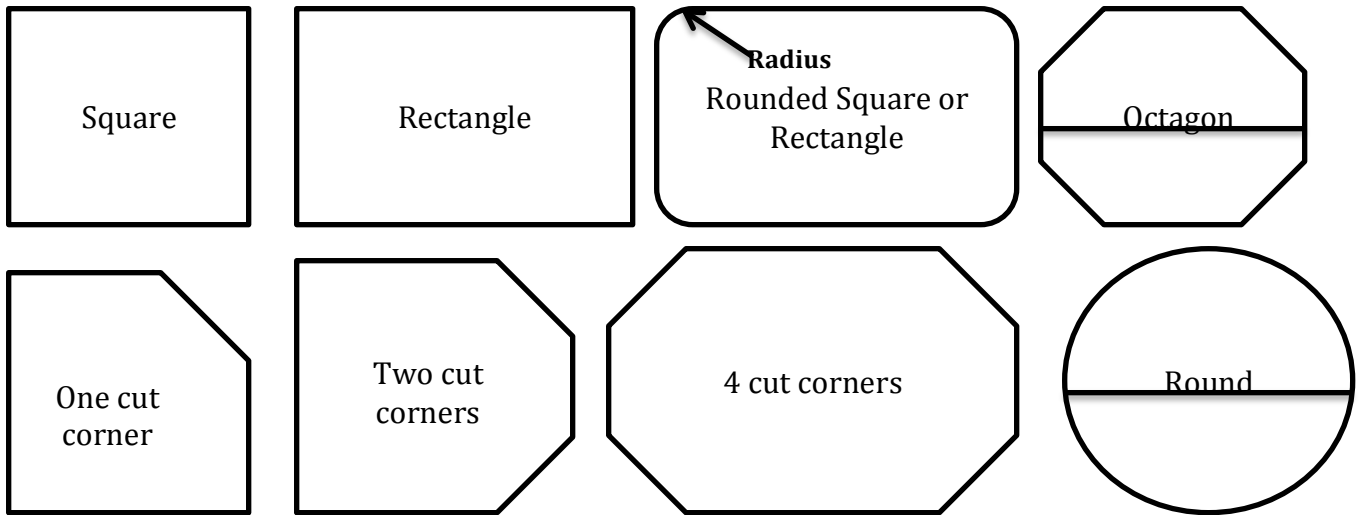 Square
Rectangle
Radius
Rounded Square or
Rectangle
Octagon
One cut
corner
Two cut
corners
4 cut corners
Round